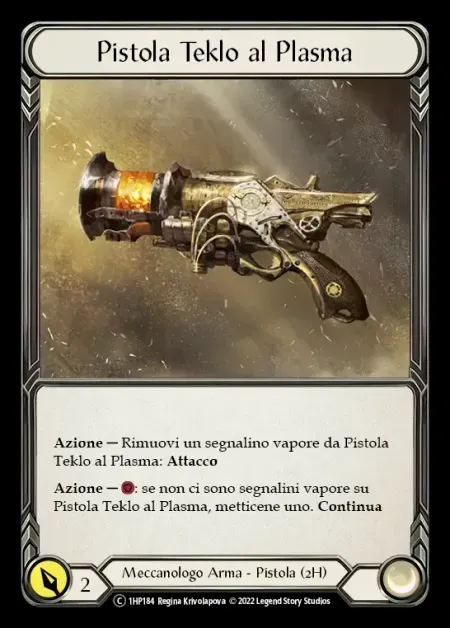 Pistola Teklo al Plasma
Azione — Rimuovi un segnalino vapore da Pistola
Teklo al Plasma: Attacco
Azione — : se non ci sono segnalini vapore su
Pistola Teklo al Plasma, metticene uno. Continua
2
Meccanologo Arma - Pistola (2H)
C 1HP184 Regina Krivolapova © 2022 Legend Story Studios